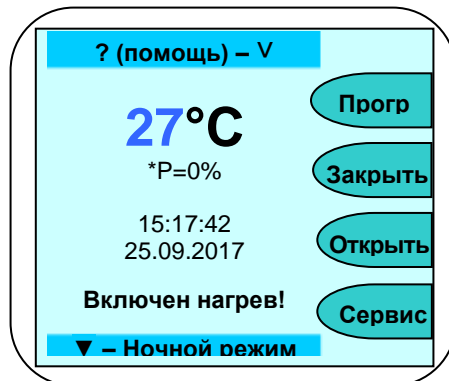 ? (помощь) – V
Прогр
27°C
*P=0%
Закрыть
15:17:42
Открыть
25.09.2017
Включен нагрев!
Сервис
▼ – Ночной режим